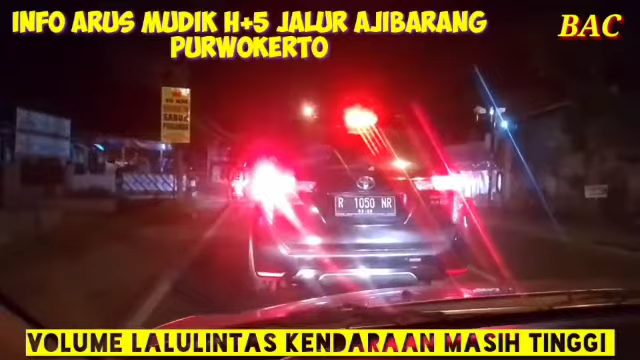 INFO ARUS MUDIK H+5 JALUR AJIBARANG
PURWOKERTO
BAC
R 1050 NR
VOLUME LALULINTAS KENDARAAN MASIH TINGGI